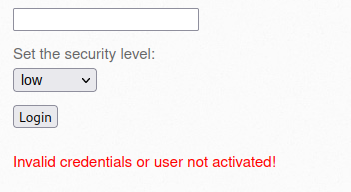 Set the security level:
low
Login
Invalid credentials or user not activated!